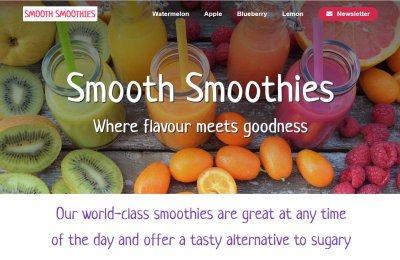 SMOOTH SMOOTHIES
Watermelon Apple Blueberry Lemon Newsletter
Smooth Smoothies
Where flavour meets goodness
Our world-class smoothies are great at any time
of the day and offer a tasty alternative to sugary